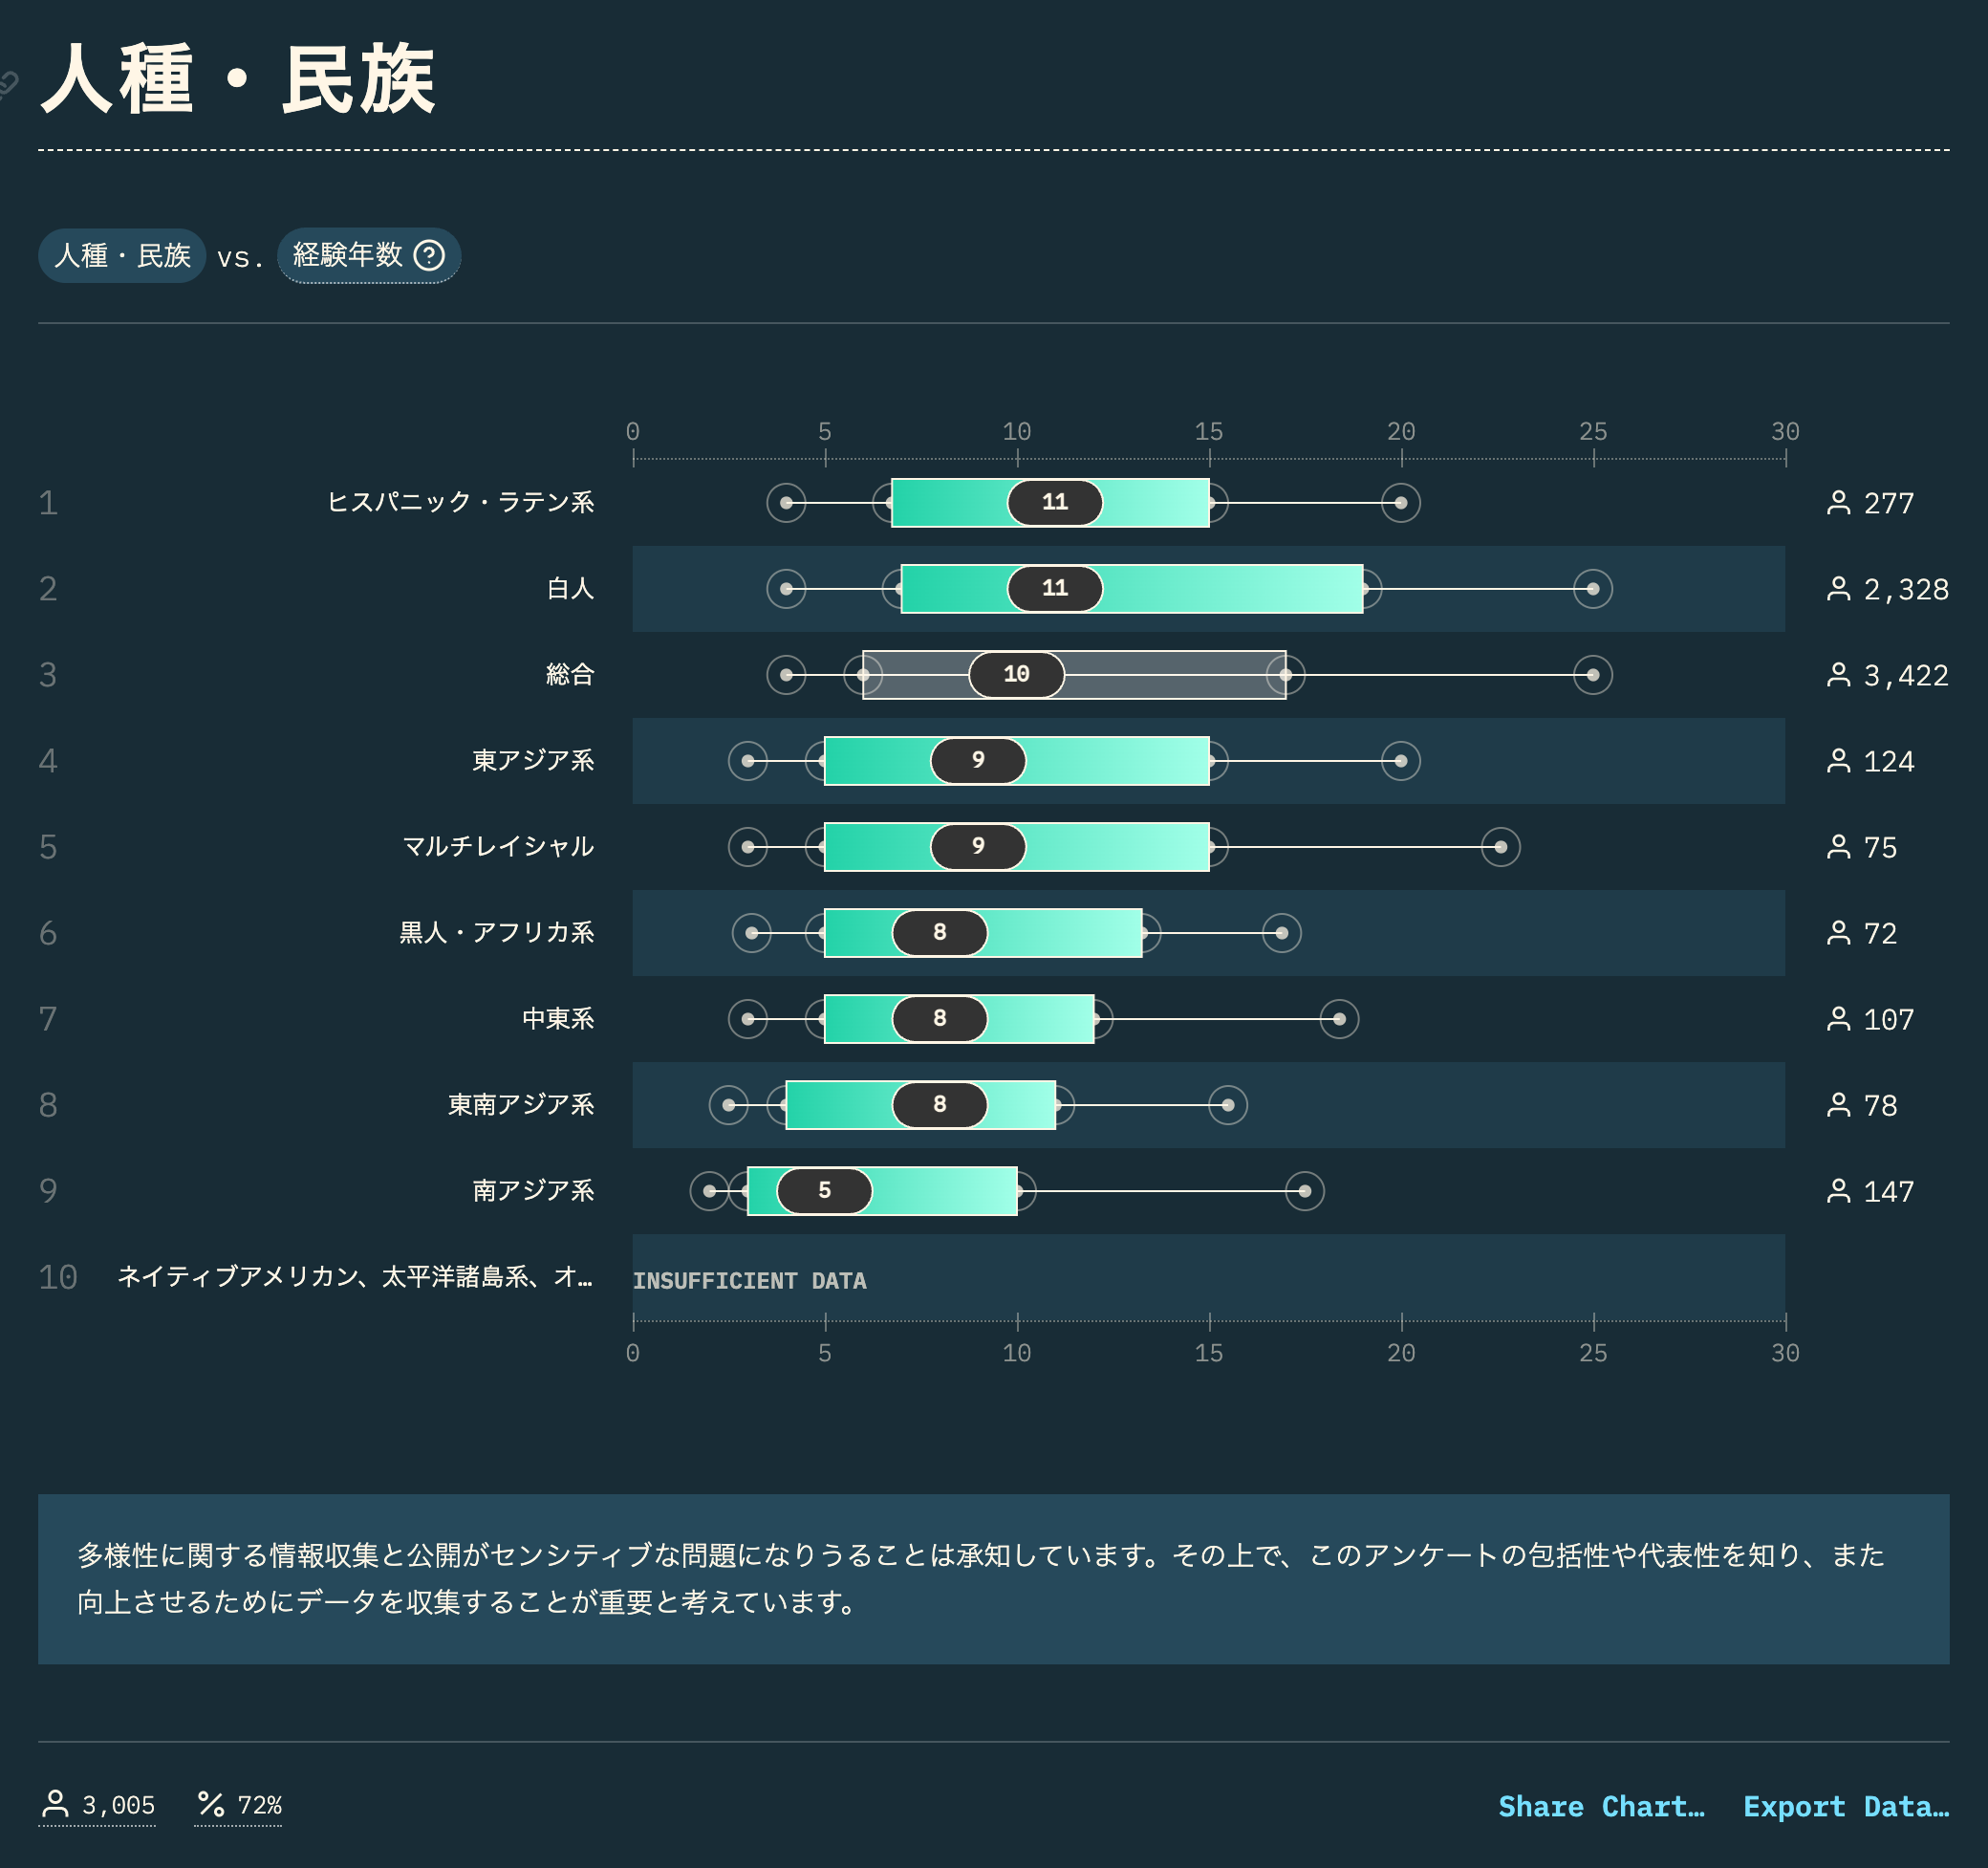 人種・民族
人種・民族 vs. 経験年数
0 5 10 15 20 25 30
1 ヒスパニック・ラテン系 11 277
2 白人 11 2,328
3 総合 10 3,422
4 東アジア系 9 124
5 マルチレイシャル 9 75
6 黒人・アフリカ系 8 72
7 中東系 8 107
8 東南アジア系 8 78
9 南アジア系 5 147
10 ネイティブアメリカン、太平洋諸島系、オ… INSUFFICIENT DATA
0 5 10 15 20 25 30
多様性に関する情報収集と公開がセンシティブな問題になりうることは承知しています。その上で、このアンケートの包括性や代表性を知り、また
向上させるためにデータを収集することが重要と考えています。
3,005 % 72% Share Chart… Export Data…